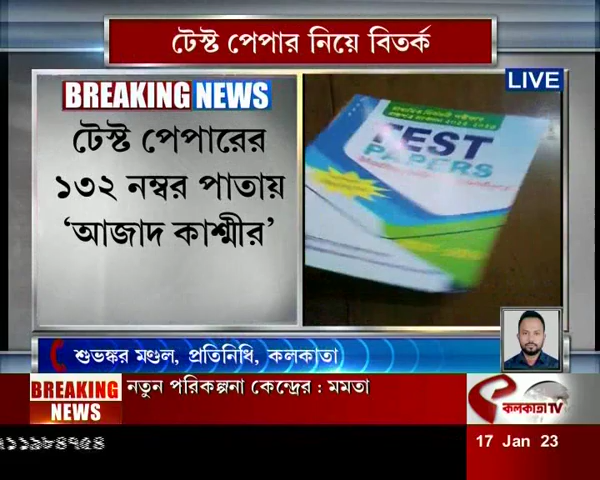 টেস্ট পেপার নিয়ে বিতর্ক
LIVE
BREAKING NEWS
টেস্ট পেপারের
১৩২ নম্বর পাতায়
‘আজাদ কাশ্মীর’
TEST
PAPERS
শুভঙ্কর মণ্ডল, প্রতিনিধি, কলকাতা
BREAKING
NEWS
নতুন পরিকল্পনা কেন্দ্রের : মমতা
কলকাতা TV
17 Jan 23